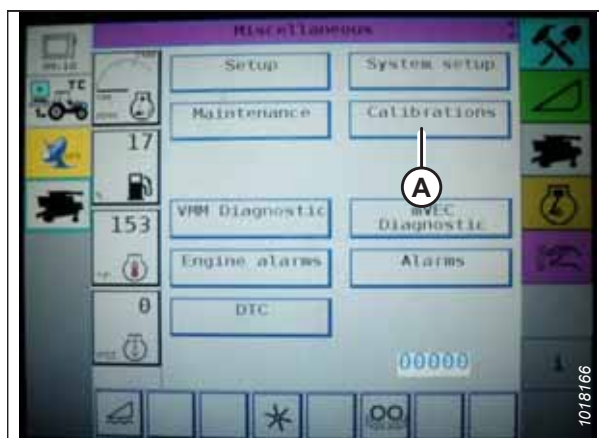 Miscellaneous
Setup
System setup
TC
Maintenance
Calibrations
17
A
VMM Diagnostic
mVEC
Diagnostic
153
Engine alarms
Alarms
0
DTC
00000
1018166